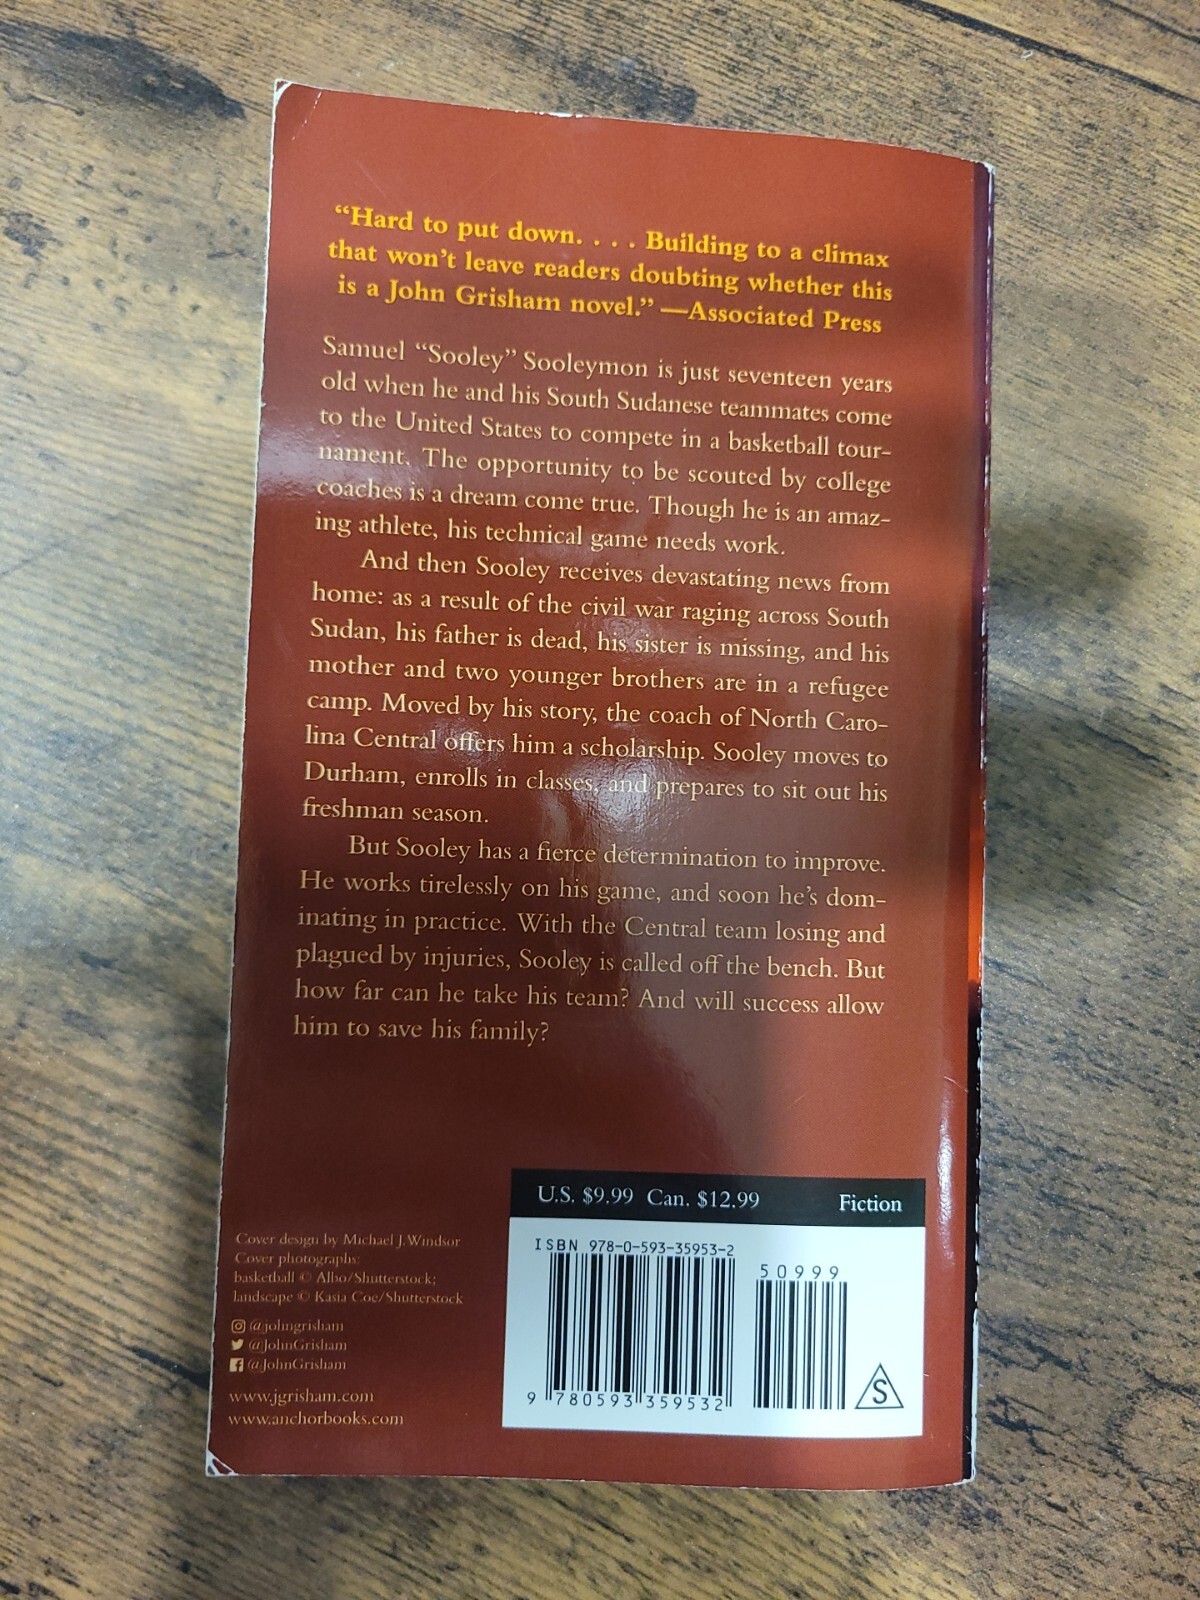 “Hard to put down. . . . Building to a climax
that won’t leave readers doubting whether this
is a John Grisham novel.” —Associated Press
Samuel “Sooley” Sooleymon is just seventeen years
old when he and his South Sudanese teammates come
to the United States to compete in a basketball tour-
nament. The opportunity to be scouted by college
coaches is a dream come true. Though he is an amaz-
ing athlete, his technical game needs work.
And then Sooley receives devastating news from
home: as a result of the civil war raging across South
Sudan, his father is dead, his sister is missing, and his
mother and two younger brothers are in a refugee
camp. Moved by his story, the coach of North Caro-
lina Central offers him a scholarship. Sooley moves to
Durham, enrolls in classes, and prepares to sit out his
freshman season.
But Sooley has a fierce determination to improve.
He works tirelessly on his game, and soon he’s dom-
inating in practice. With the Central team losing and
plagued by injuries, Sooley is called off the bench. But
how far can he take his team? And will success allow
him to save his family?
U.S. $9.99 Can. $12.99 Fiction
ISBN 978-0-593-35953-2
50999
9 780593 359532
S
Cover design by Michael J. Windsor
Cover photographs:
basketball © Albo/Shutterstock;
landscape © Kasia Coe/Shutterstock
@johngrisham
@JohnGrisham
@JohnGrisham
www.jgrisham.com
www.anchorbooks.com